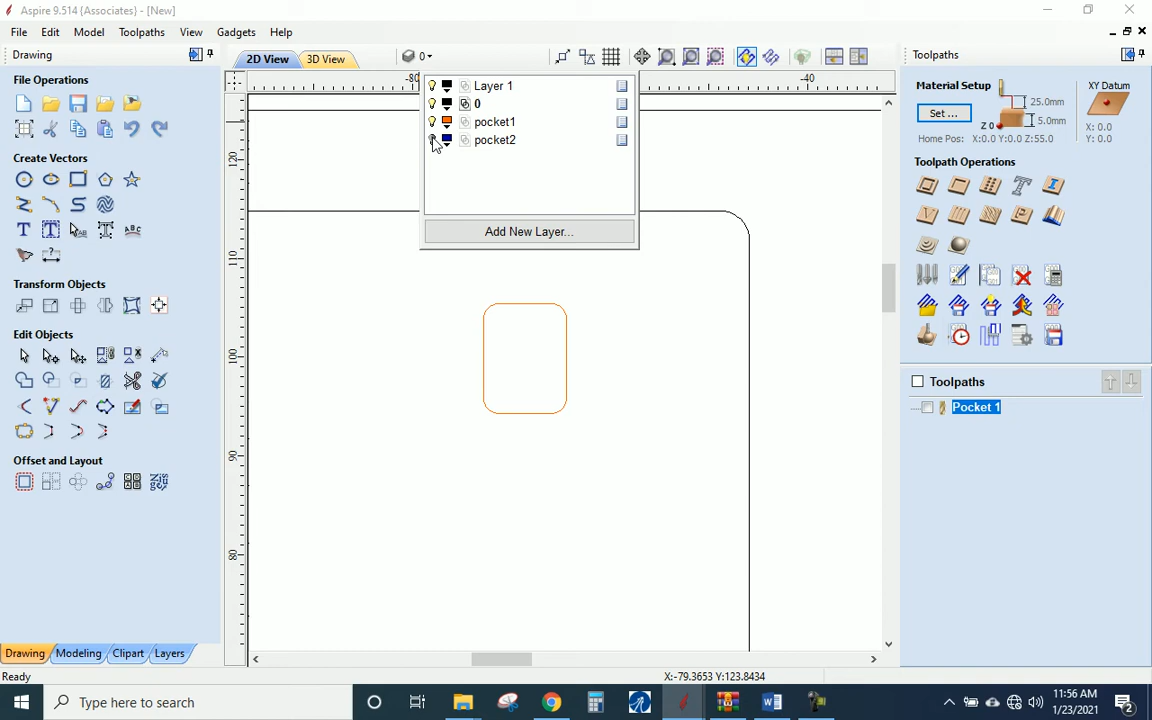 Aspire 9.514 {Associates} - [New]
File Edit Model Toolpaths View Gadgets Help
Drawing
2D View 3D View
0
Toolpaths
File Operations
Create Vectors
Transform Objects
Edit Objects
Offset and Layout
Drawing Modeling Clipart Layers
-80 -40
120
110
100
90
80
Layer 1
0
pocket1
pocket2
Add New Layer...
Material Setup
Set ...
Z 0
25.0mm
5.0mm
XY Datum
X: 0.0
Y: 0.0
Home Pos: X:0.0 Y:0.0 Z:55.0
Toolpath Operations
Toolpaths
Pocket 1
Ready
X:-79.3653 Y:123.8434
Type here to search
11:56 AM
1/23/2021
2